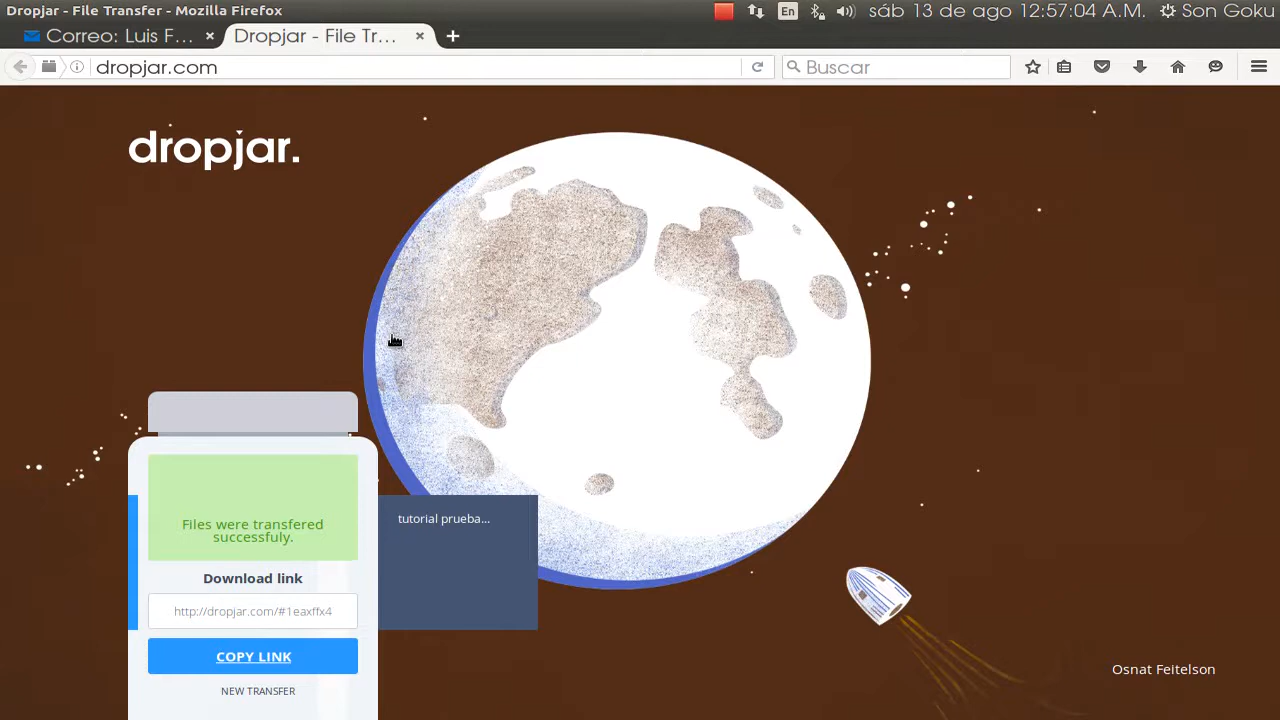 Dropjar - File Transfer - Mozilla Firefox
En
sáb 13 de ago 12:57:04 A.M.
Son Goku
Correo: Luis F...
Dropjar - File Tr...
dropjar.com
Buscar
dropjar.
Files were transfered
successfuly.
tutorial prueba...
Download link
http://dropjar.com/#1eaxffx4
COPY LINK
NEW TRANSFER
Osnat Feitelson